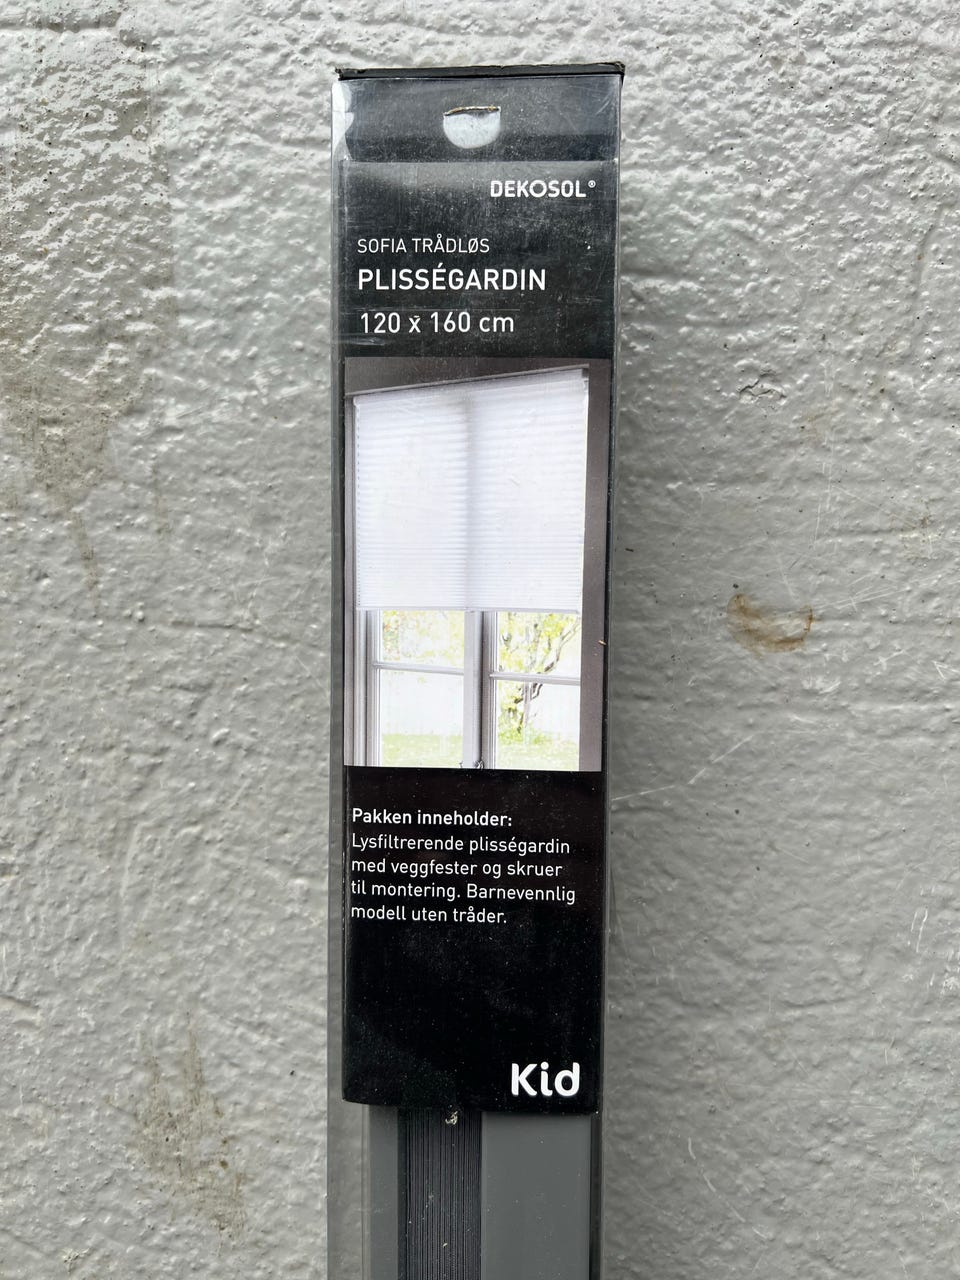 DEKOSOL®
SOFIA TRÅDLØS
PLISSÉGARDIN
120 x 160 cm
Pakken inneholder:
Lysfiltrerende plisségardin
med veggfester og skruer
til montering. Barnevennlig
modell uten tråder.
Kid